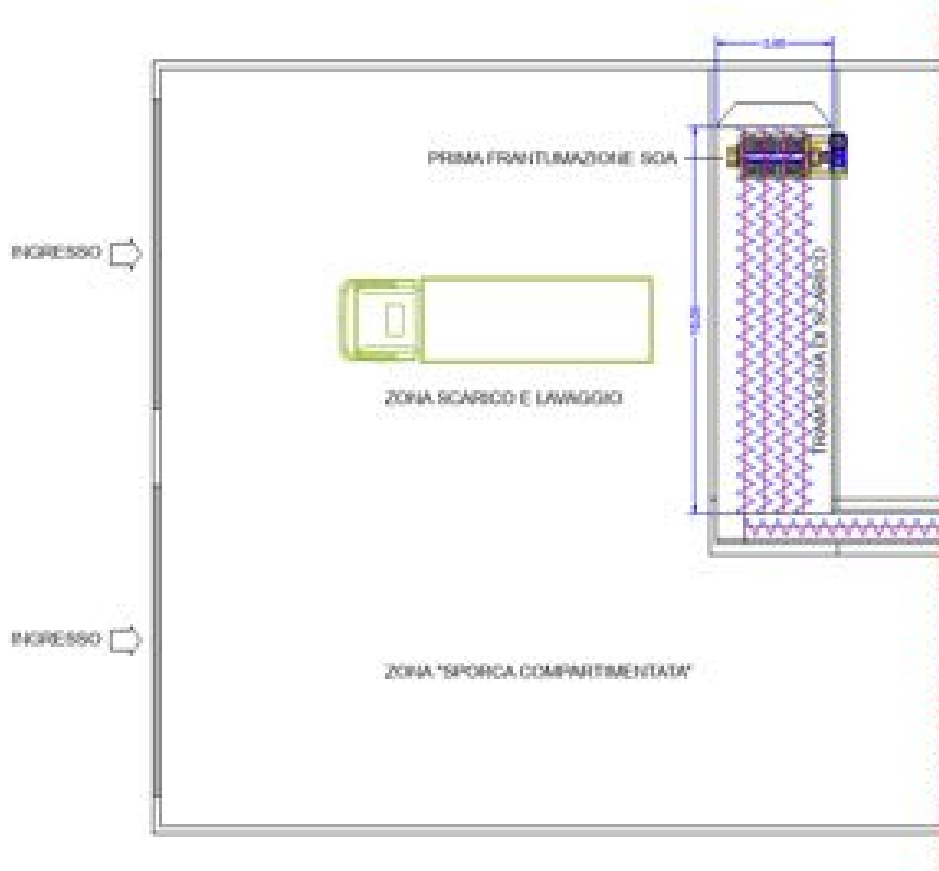 PRIMA FRANTUMAZIONE SOA
INGRESSO
TRAMOGGIA DI SCARICO
ZONA SCARICO E LAVAGGIO
INGRESSO
ZONA "SPORCA COMPARTIMENTATA"